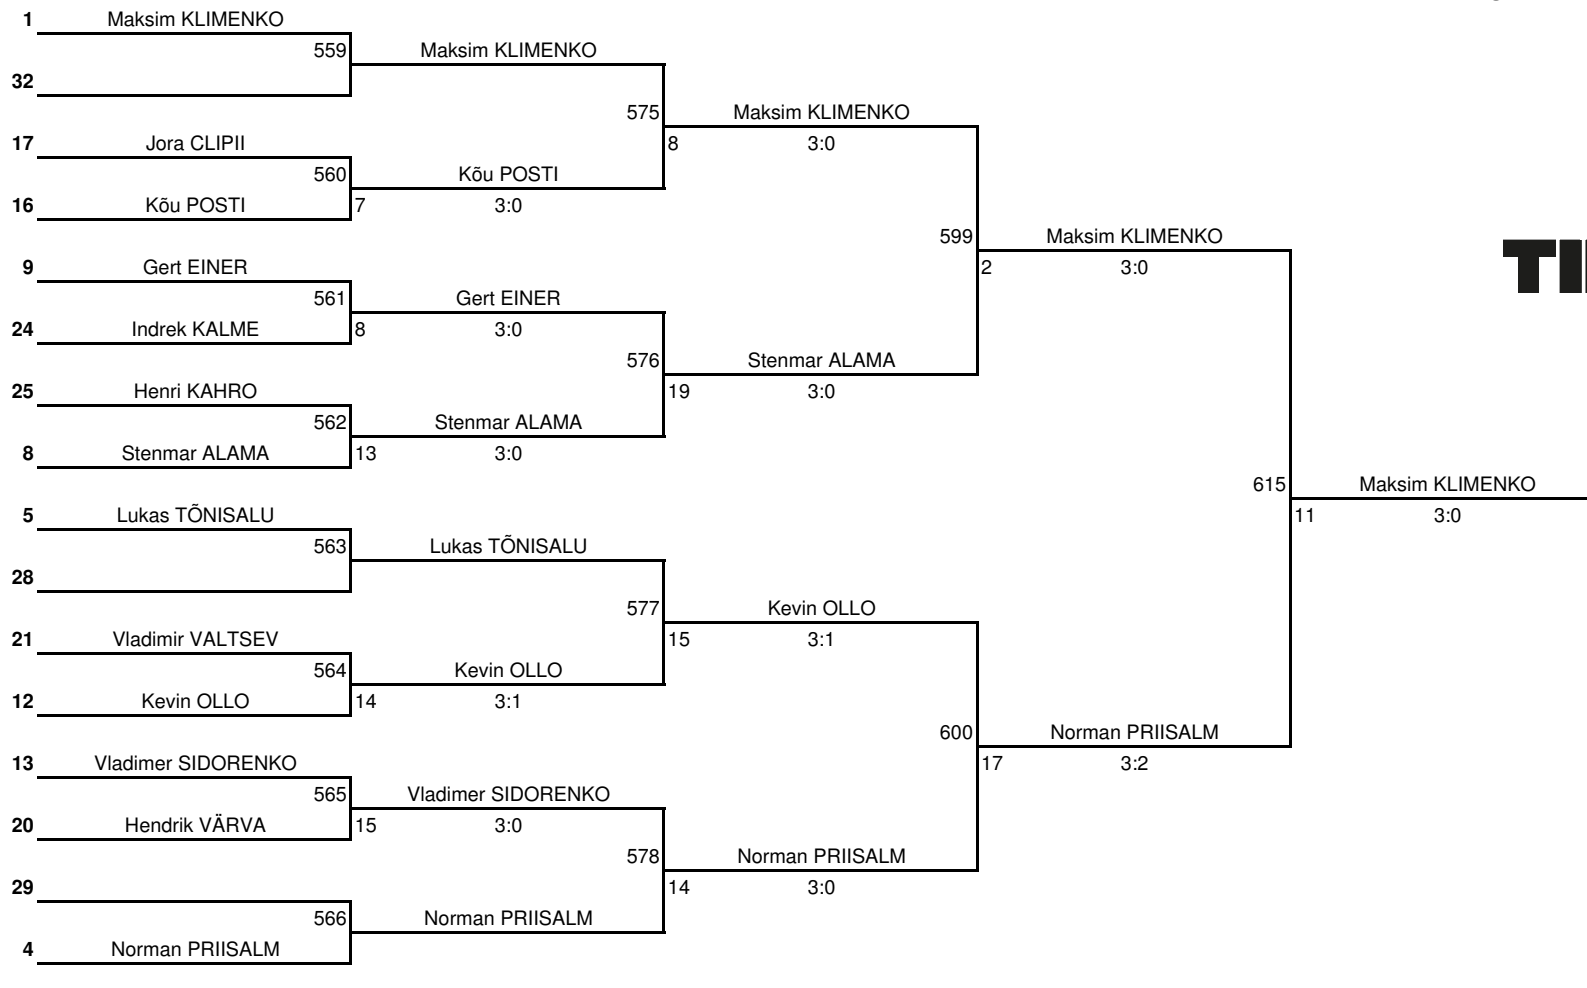 1 Maksim KLIMENKO
559 Maksim KLIMENKO
32
575 Maksim KLIMENKO
17 Jora CLIPII
8 3:0
560 Kõu POSTI
16 Kõu POSTI
7 3:0
599 Maksim KLIMENKO
9 Gert EINER
2 3:0
561 Gert EINER
24 Indrek KALME
8 3:0
576 Stenmar ALAMA
25 Henri KAHRO
19 3:0
562 Stenmar ALAMA
8 Stenmar ALAMA
13 3:0
615 Maksim KLIMENKO
5 Lukas TÕNISALU
11 3:0
563 Lukas TÕNISALU
28
577 Kevin OLLO
21 Vladimir VALTSEV
15 3:1
564 Kevin OLLO
12 Kevin OLLO
14 3:1
600 Norman PRIISALM
13 Vladimer SIDORENKO
17 3:2
565 Vladimer SIDORENKO
20 Hendrik VÄRVA
15 3:0
578 Norman PRIISALM
29
14 3:0
566 Norman PRIISALM
4 Norman PRIISALM